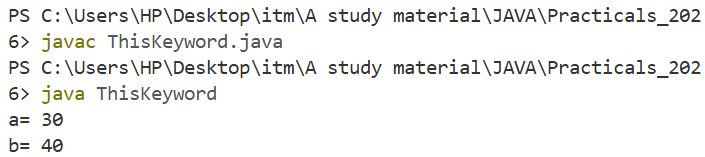 PS C:\Users\HP\Desktop\itm\A study material\JAVA\Practicals_202
6> javac ThisKeyword.java
PS C:\Users\HP\Desktop\itm\A study material\JAVA\Practicals_202
6> java ThisKeyword
a= 30
b= 40